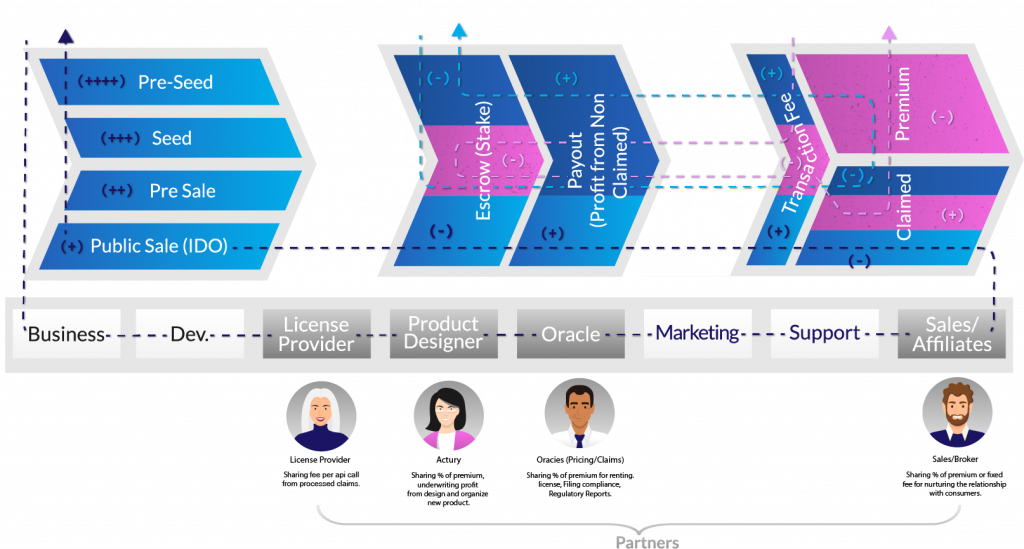 (++++) Pre-Seed
(+++) Seed
(++) Pre Sale
(+) Public Sale (IDO)
(-)
(-)
(-)
Escrow (Stake)
(+)
(+)
Payout
(Profit from Non
Claimed)
(+)
(-)
(+)
Transaction Fee
Premium
(-)
(-)
(+)
(-)
Claimed
Business
Dev.
License
Provider
Product
Designer
Oracle
Marketing
Support
Sales/
Affiliates
License Provider
Sharing fee per api call
from processed claims.
Actury
Sharing % of premium,
underwriting profit
from design and organize
new product.
Oracies (Pricing/Claims)
Sharing % of premium for renting.
license, Filing compliance,
Regulatory Reports.
Sales/Broker
Sharing % of premium or fixed
fee for nurturing the relationship
with consumers.
Partners